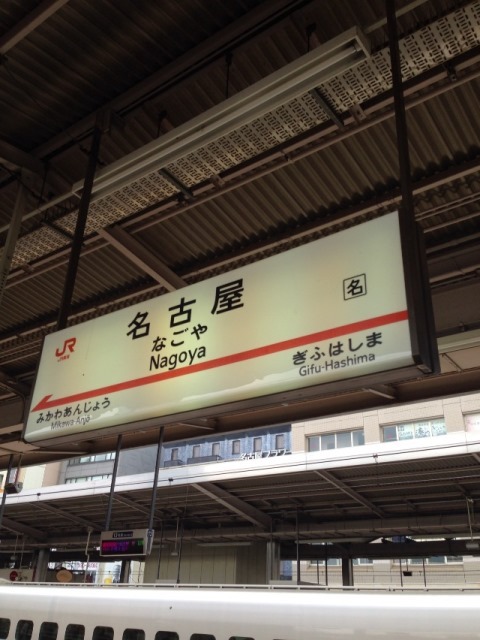 名古屋
名
なごや
Nagoya
JR
ぎふはしま
Gifu-Hashima
みかわあんじょう
Mikawa-Anjō